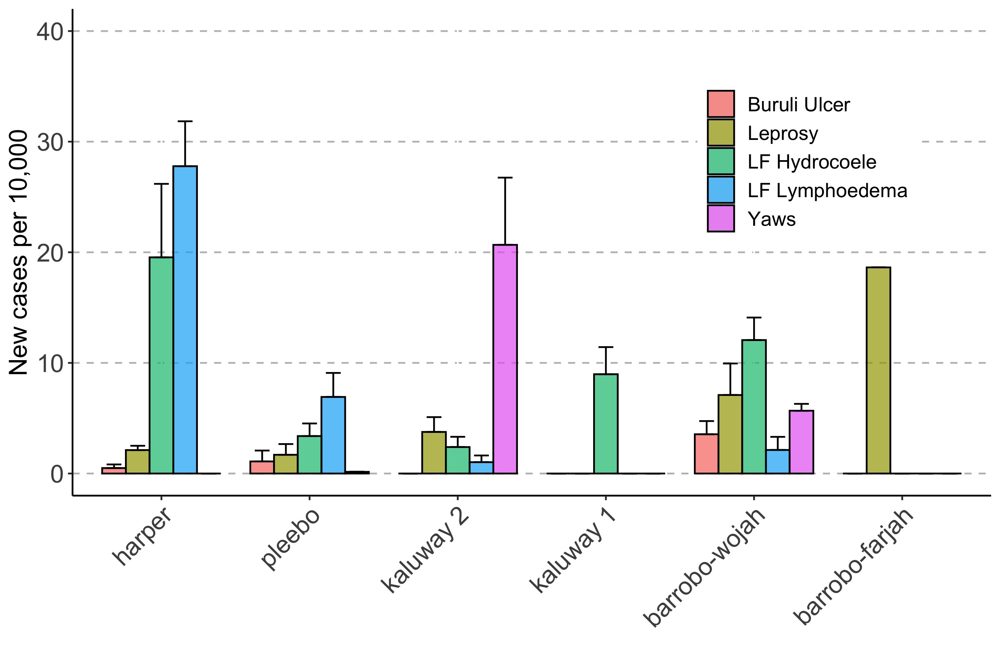 New cases per 10,000
40
30
20
10
0
Buruli Ulcer
Leprosy
LF Hydrocoele
LF Lymphoedema
Yaws
harper
pleebo
kaluway 2
kaluway 1
barrobo-wojah
barrobo-farjah